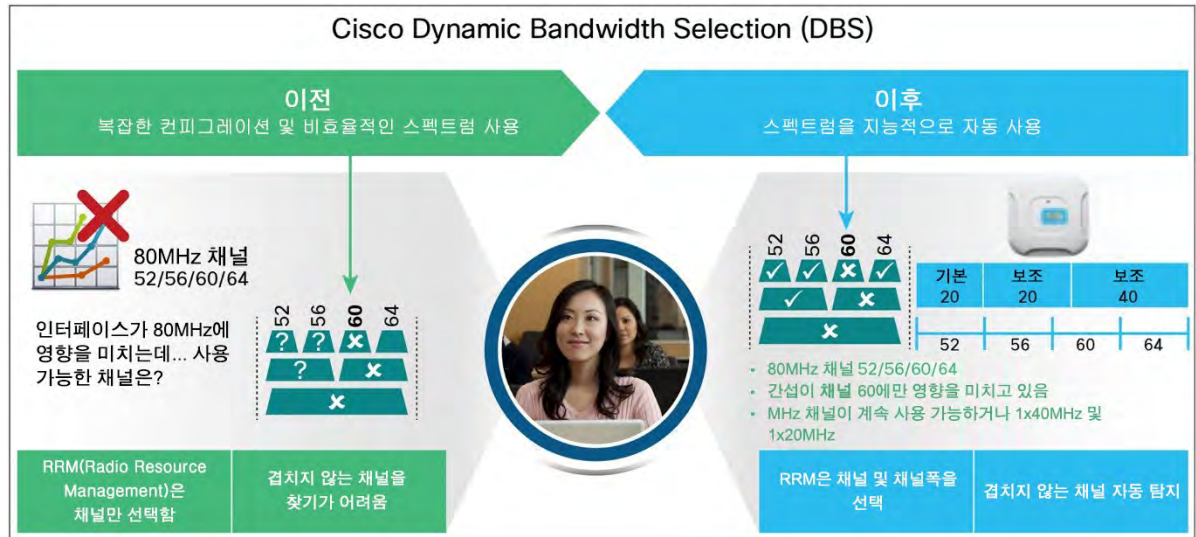 Cisco Dynamic Bandwidth Selection (DBS)
이전
복잡한 컨피그레이션 및 비효율적인 스펙트럼 사용
80MHz 채널
52/56/60/64
인터페이스가 80MHz에
영향을 미치는데... 사용
가능한 채널은?
52 56 60 64
? ?
?
RRM(Radio Resource
Management)은
채널만 선택함
겹치지 않는 채널을
찾기가 어려움
이후
스펙트럼을 지능적으로 자동 사용
52 56 60 64
기본 보조 보조
20 20 40
52 56 60 64
• 80MHz 채널 52/56/60/64
• 간섭이 채널 60에만 영향을 미치고 있음
• MHz 채널이 계속 사용 가능하거나 1x40MHz 및
1x20MHz
RRM은 채널 및 채널폭을
선택
겹치지 않는 채널 자동 탐지